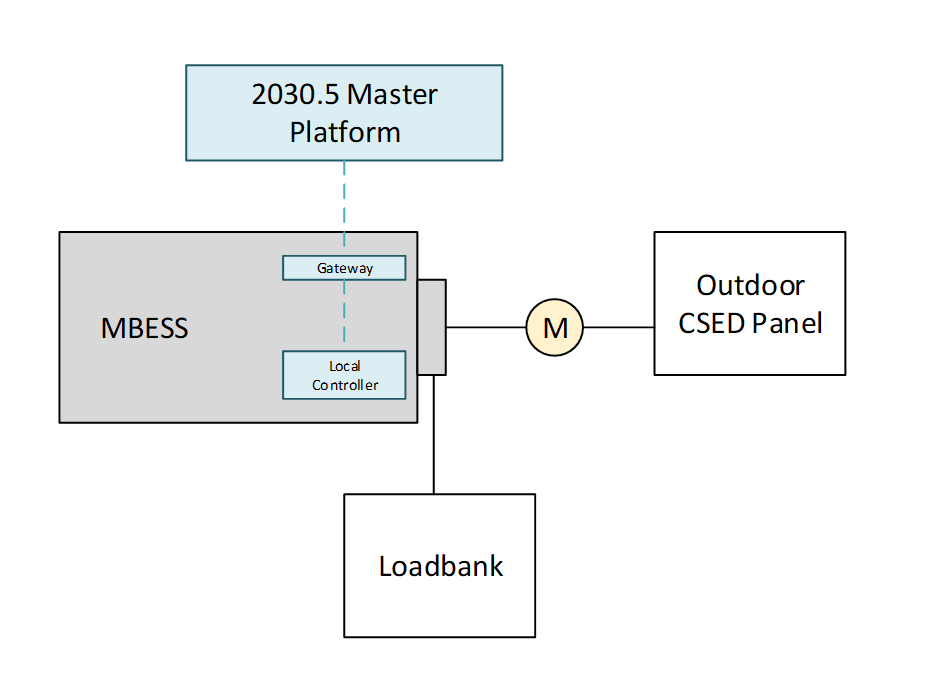 2030.5 Master
Platform
Gateway
MBESS
Local
Controller
M
Outdoor
CSED Panel
Loadbank